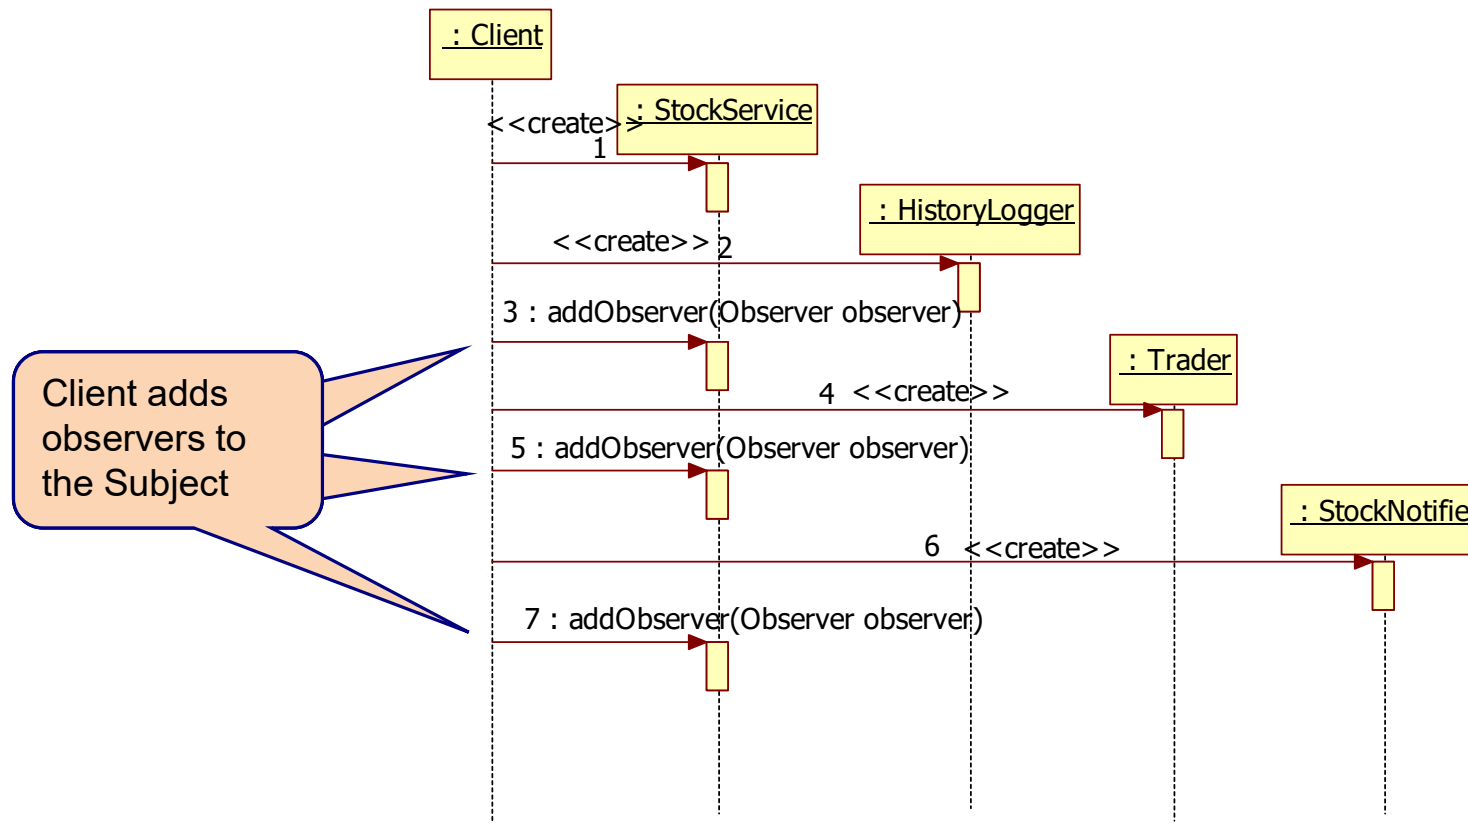 : Client
: StockService
<<create>>
1
: HistoryLogger
<<create>>
2
3 : addObserver(Observer observer)
: Trader
4 <<create>>
Client adds
observers to
the Subject
5 : addObserver(Observer observer)
: StockNotifie
6 <<create>>
7 : addObserver(Observer observer)